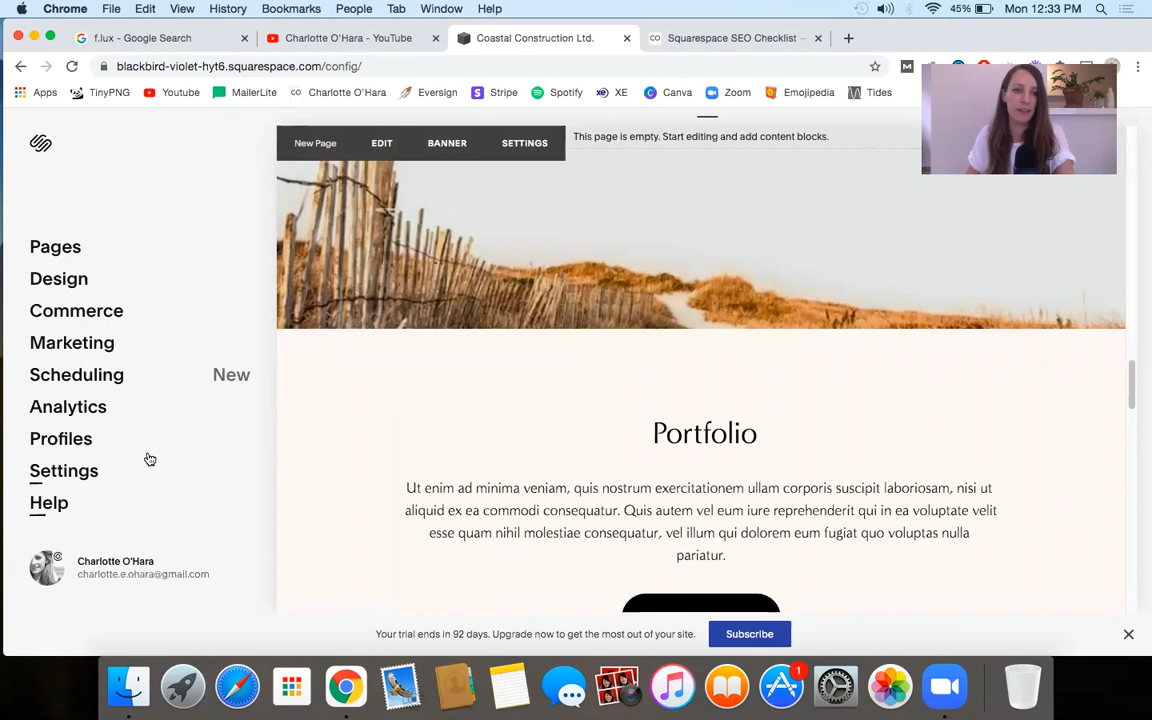 Chrome File Edit View History Bookmarks People Tab Window Help 45% Mon 12:33 PM
f.lux - Google Search Charlotte O'Hara - YouTube Coastal Construction Ltd. Squarespace SEO Checklist
blackbird-violet-hyt6.squarespace.com/config/
Apps TinyPNG Youtube MailerLite Charlotte O'Hara Eversign Stripe Spotify XE Canva Zoom Emojipedia Tides
New Page EDIT BANNER SETTINGS This page is empty. Start editing and add content blocks.
Pages
Design
Commerce
Marketing
Scheduling New
Analytics
Profiles
Settings
Help
Charlotte O'Hara
charlotte.e.ohara@gmail.com
Portfolio
Ut enim ad minima veniam, quis nostrum exercitationem ullam corporis suscipit laboriosam, nisi ut
aliquid ex ea commodi consequatur. Quis autem vel eum iure reprehenderit qui in ea voluptate velit
esse quam nihil molestiae consequatur, vel illum qui dolorem eum fugiat quo voluptas nulla
pariatur.
Your trial ends in 92 days. Upgrade now to get the most out of your site. Subscribe
1